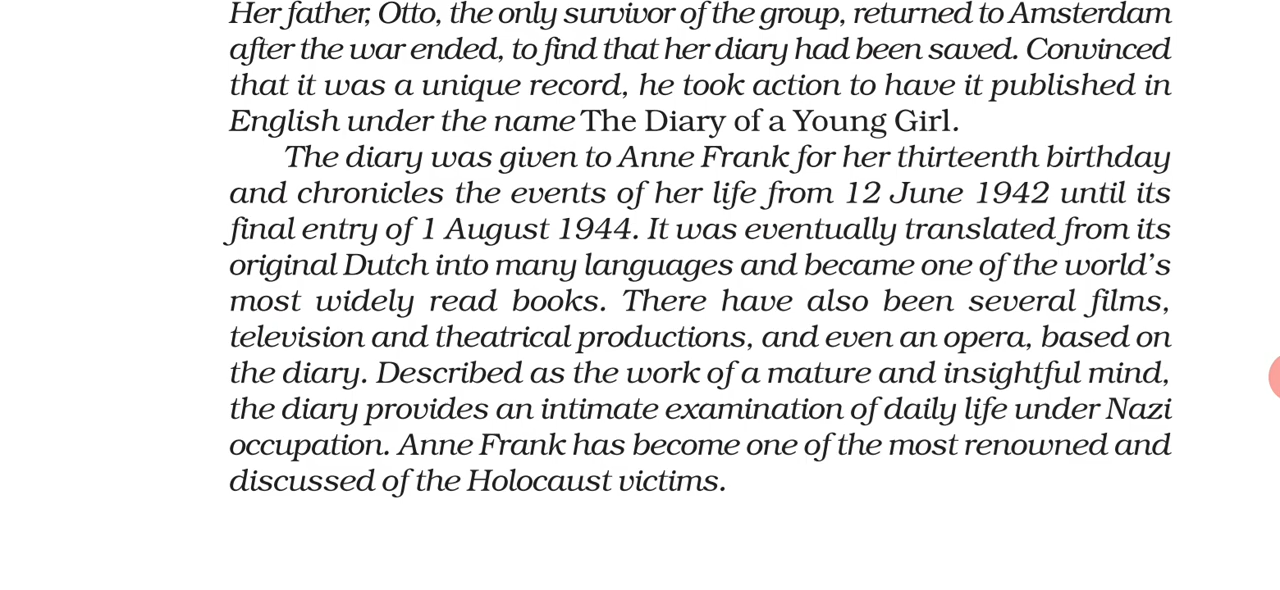 Her father, Otto, the only survivor of the group, returned to Amsterdam
after the war ended, to find that her diary had been saved. Convinced
that it was a unique record, he took action to have it published in
English under the name The Diary of a Young Girl.
The diary was given to Anne Frank for her thirteenth birthday
and chronicles the events of her life from 12 June 1942 until its
final entry of 1 August 1944. It was eventually translated from its
original Dutch into many languages and became one of the world's
most widely read books. There have also been several films,
television and theatrical productions, and even an opera, based on
the diary. Described as the work of a mature and insightful mind,
the diary provides an intimate examination of daily life under Nazi
occupation. Anne Frank has become one of the most renowned and
discussed of the Holocaust victims.